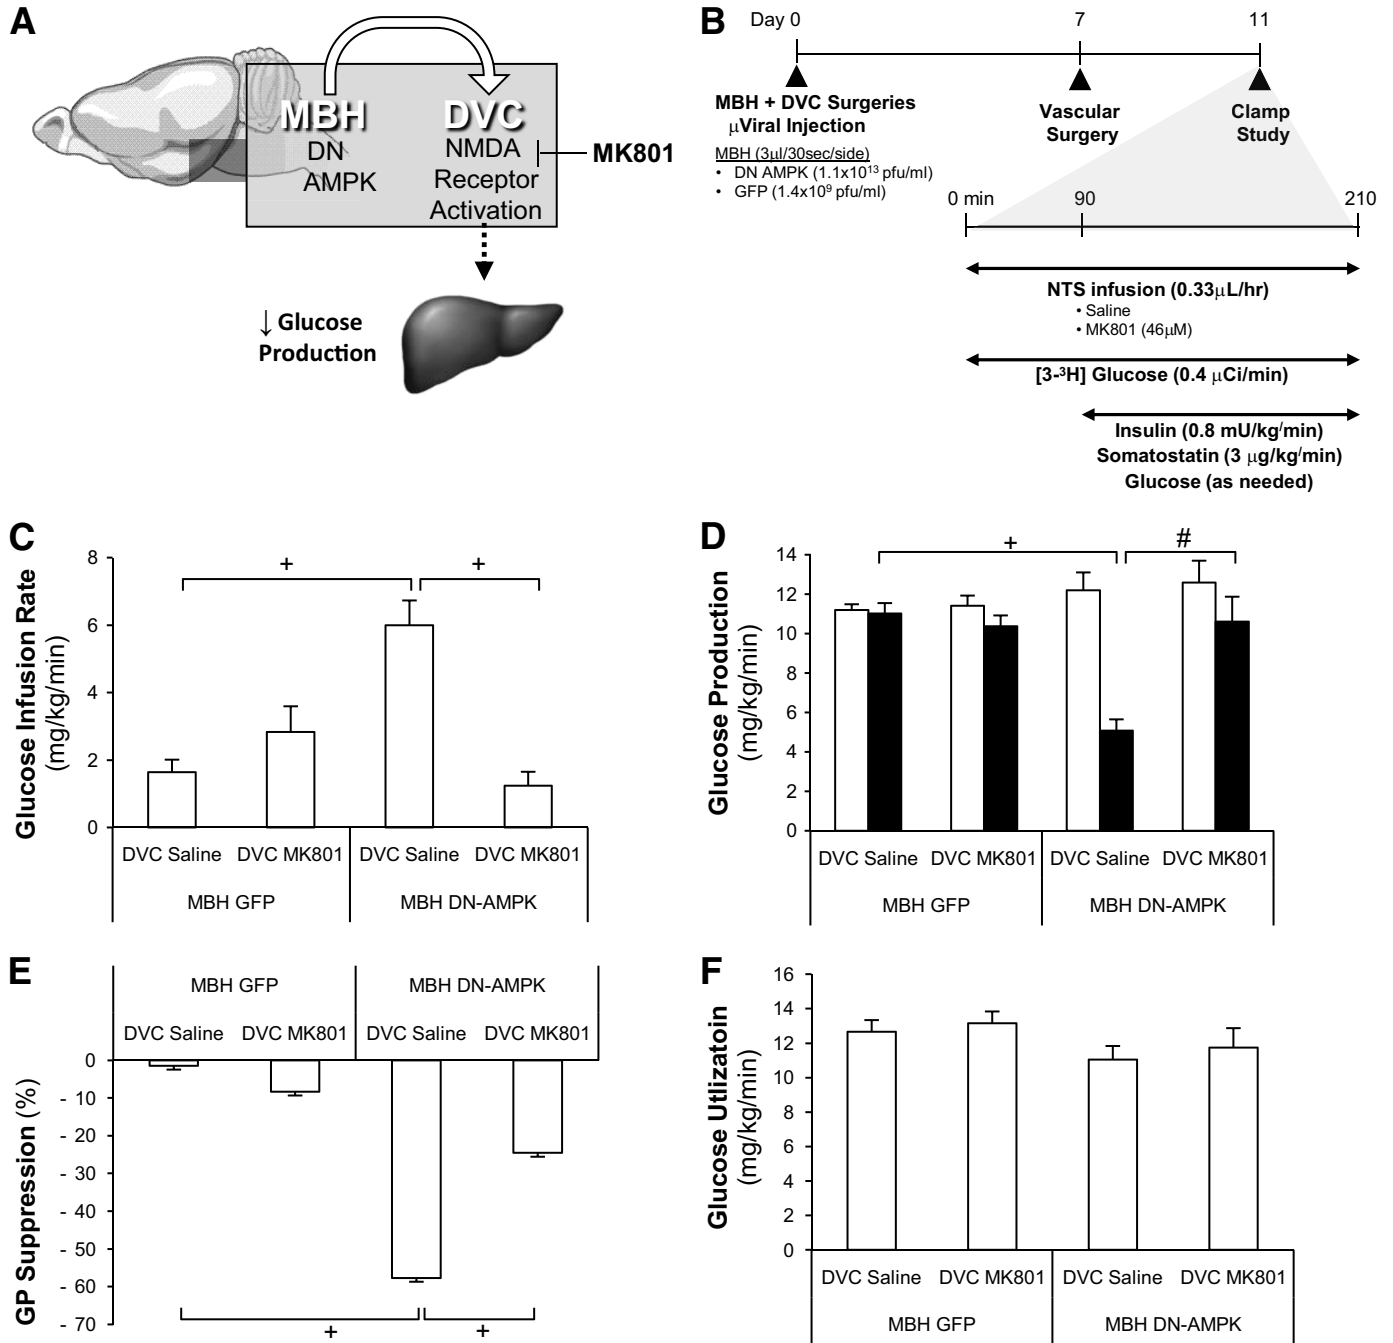 A
MBH
DN
AMPK
DVC
NMDA
Receptor
Activation
MK801
↓ Glucose
Production
B
Day 0
7
11
MBH + DVC Surgeries
μViral Injection
MBH (3μl/30sec/side)
• DN AMPK (1.1x10¹³ pfu/ml)
• GFP (1.4x10⁹ pfu/ml)
Vascular
Surgery
Clamp
Study
0 min
90
210
NTS infusion (0.33μL/hr)
• Saline
• MK801 (46μM)
[3-³H] Glucose (0.4 μCi/min)
Insulin (0.8 mU/kg/min)
Somatostatin (3 μg/kg/min)
Glucose (as needed)
C
Glucose Infusion Rate
(mg/kg/min)
8
6
4
2
0
+
+
DVC Saline
DVC MK801
DVC Saline
DVC MK801
MBH GFP
MBH DN-AMPK
D
Glucose Production
(mg/kg/min)
14
12
10
8
6
4
2
0
+
#
DVC Saline
DVC MK801
DVC Saline
DVC MK801
MBH GFP
MBH DN-AMPK
E
MBH GFP
MBH DN-AMPK
DVC Saline
DVC MK801
DVC Saline
DVC MK801
GP Suppression (%)
0
- 10
- 20
- 30
- 40
- 50
- 60
- 70
+
+
F
Glucose Utlizatoin
(mg/kg/min)
16
14
12
10
8
6
4
2
0
DVC Saline
DVC MK801
DVC Saline
DVC MK801
MBH GFP
MBH DN-AMPK